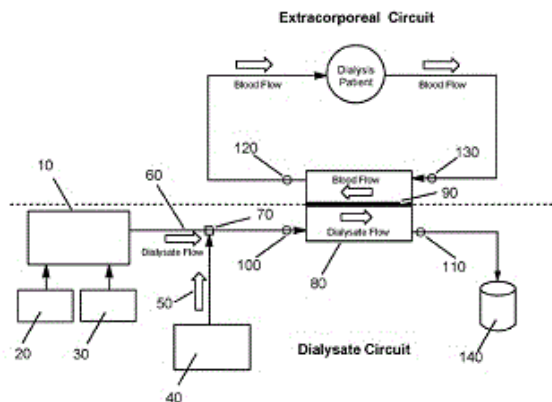 Extracorporeal Circuit
Blood Flow
Dialysis
Patient
Blood Flow
120
130
10
60
70
Blood Flow
90
Dialysate Flow
Dialysate Flow
100
80
110
50
20
30
40
Dialysate Circuit
140